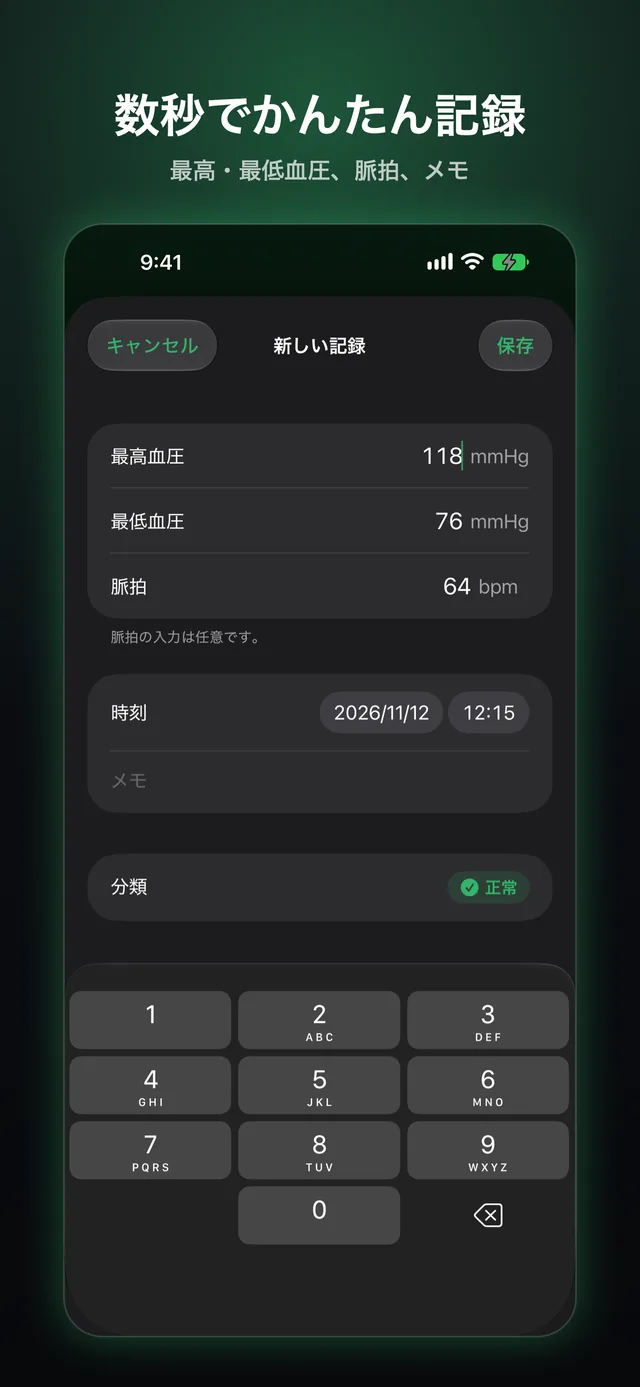 数秒でかんたん記録
最高・最低血圧、脈拍、メモ
9:41
キャンセル 新しい記録 保存
最高血圧 118 mmHg
最低血圧 76 mmHg
脈拍 64 bpm
脈拍の入力は任意です。
時刻 2026/11/12 12:15
メモ
分類 正常
1 2 3
ABC DEF
4 5 6
GHI JKL MNO
7 8 9
PQRS TUV WXYZ
0